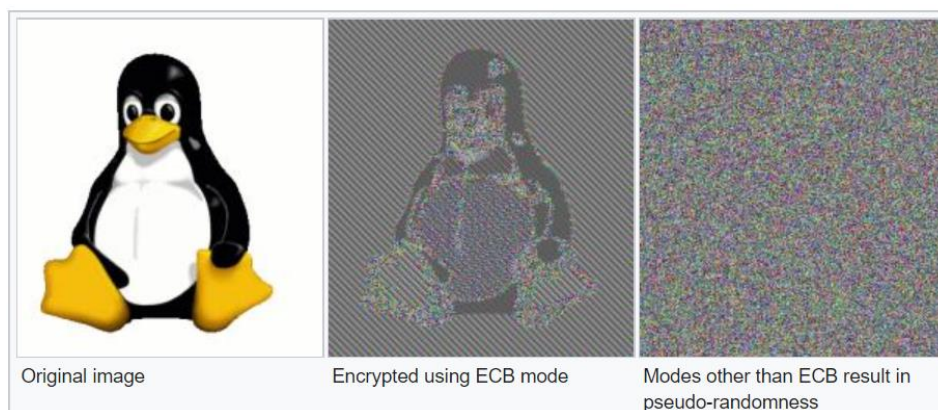 Original image
Encrypted using ECB mode
Modes other than ECB result in
pseudo-randomness